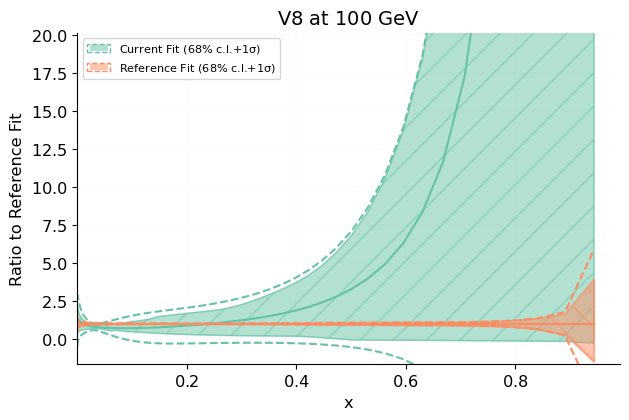 V8 at 100 GeV
Current Fit (68% c.l.+1σ)
Reference Fit (68% c.l.+1σ)
Ratio to Reference Fit
20.0
17.5
15.0
12.5
10.0
7.5
5.0
2.5
0.0
0.2
0.4
0.6
0.8
x